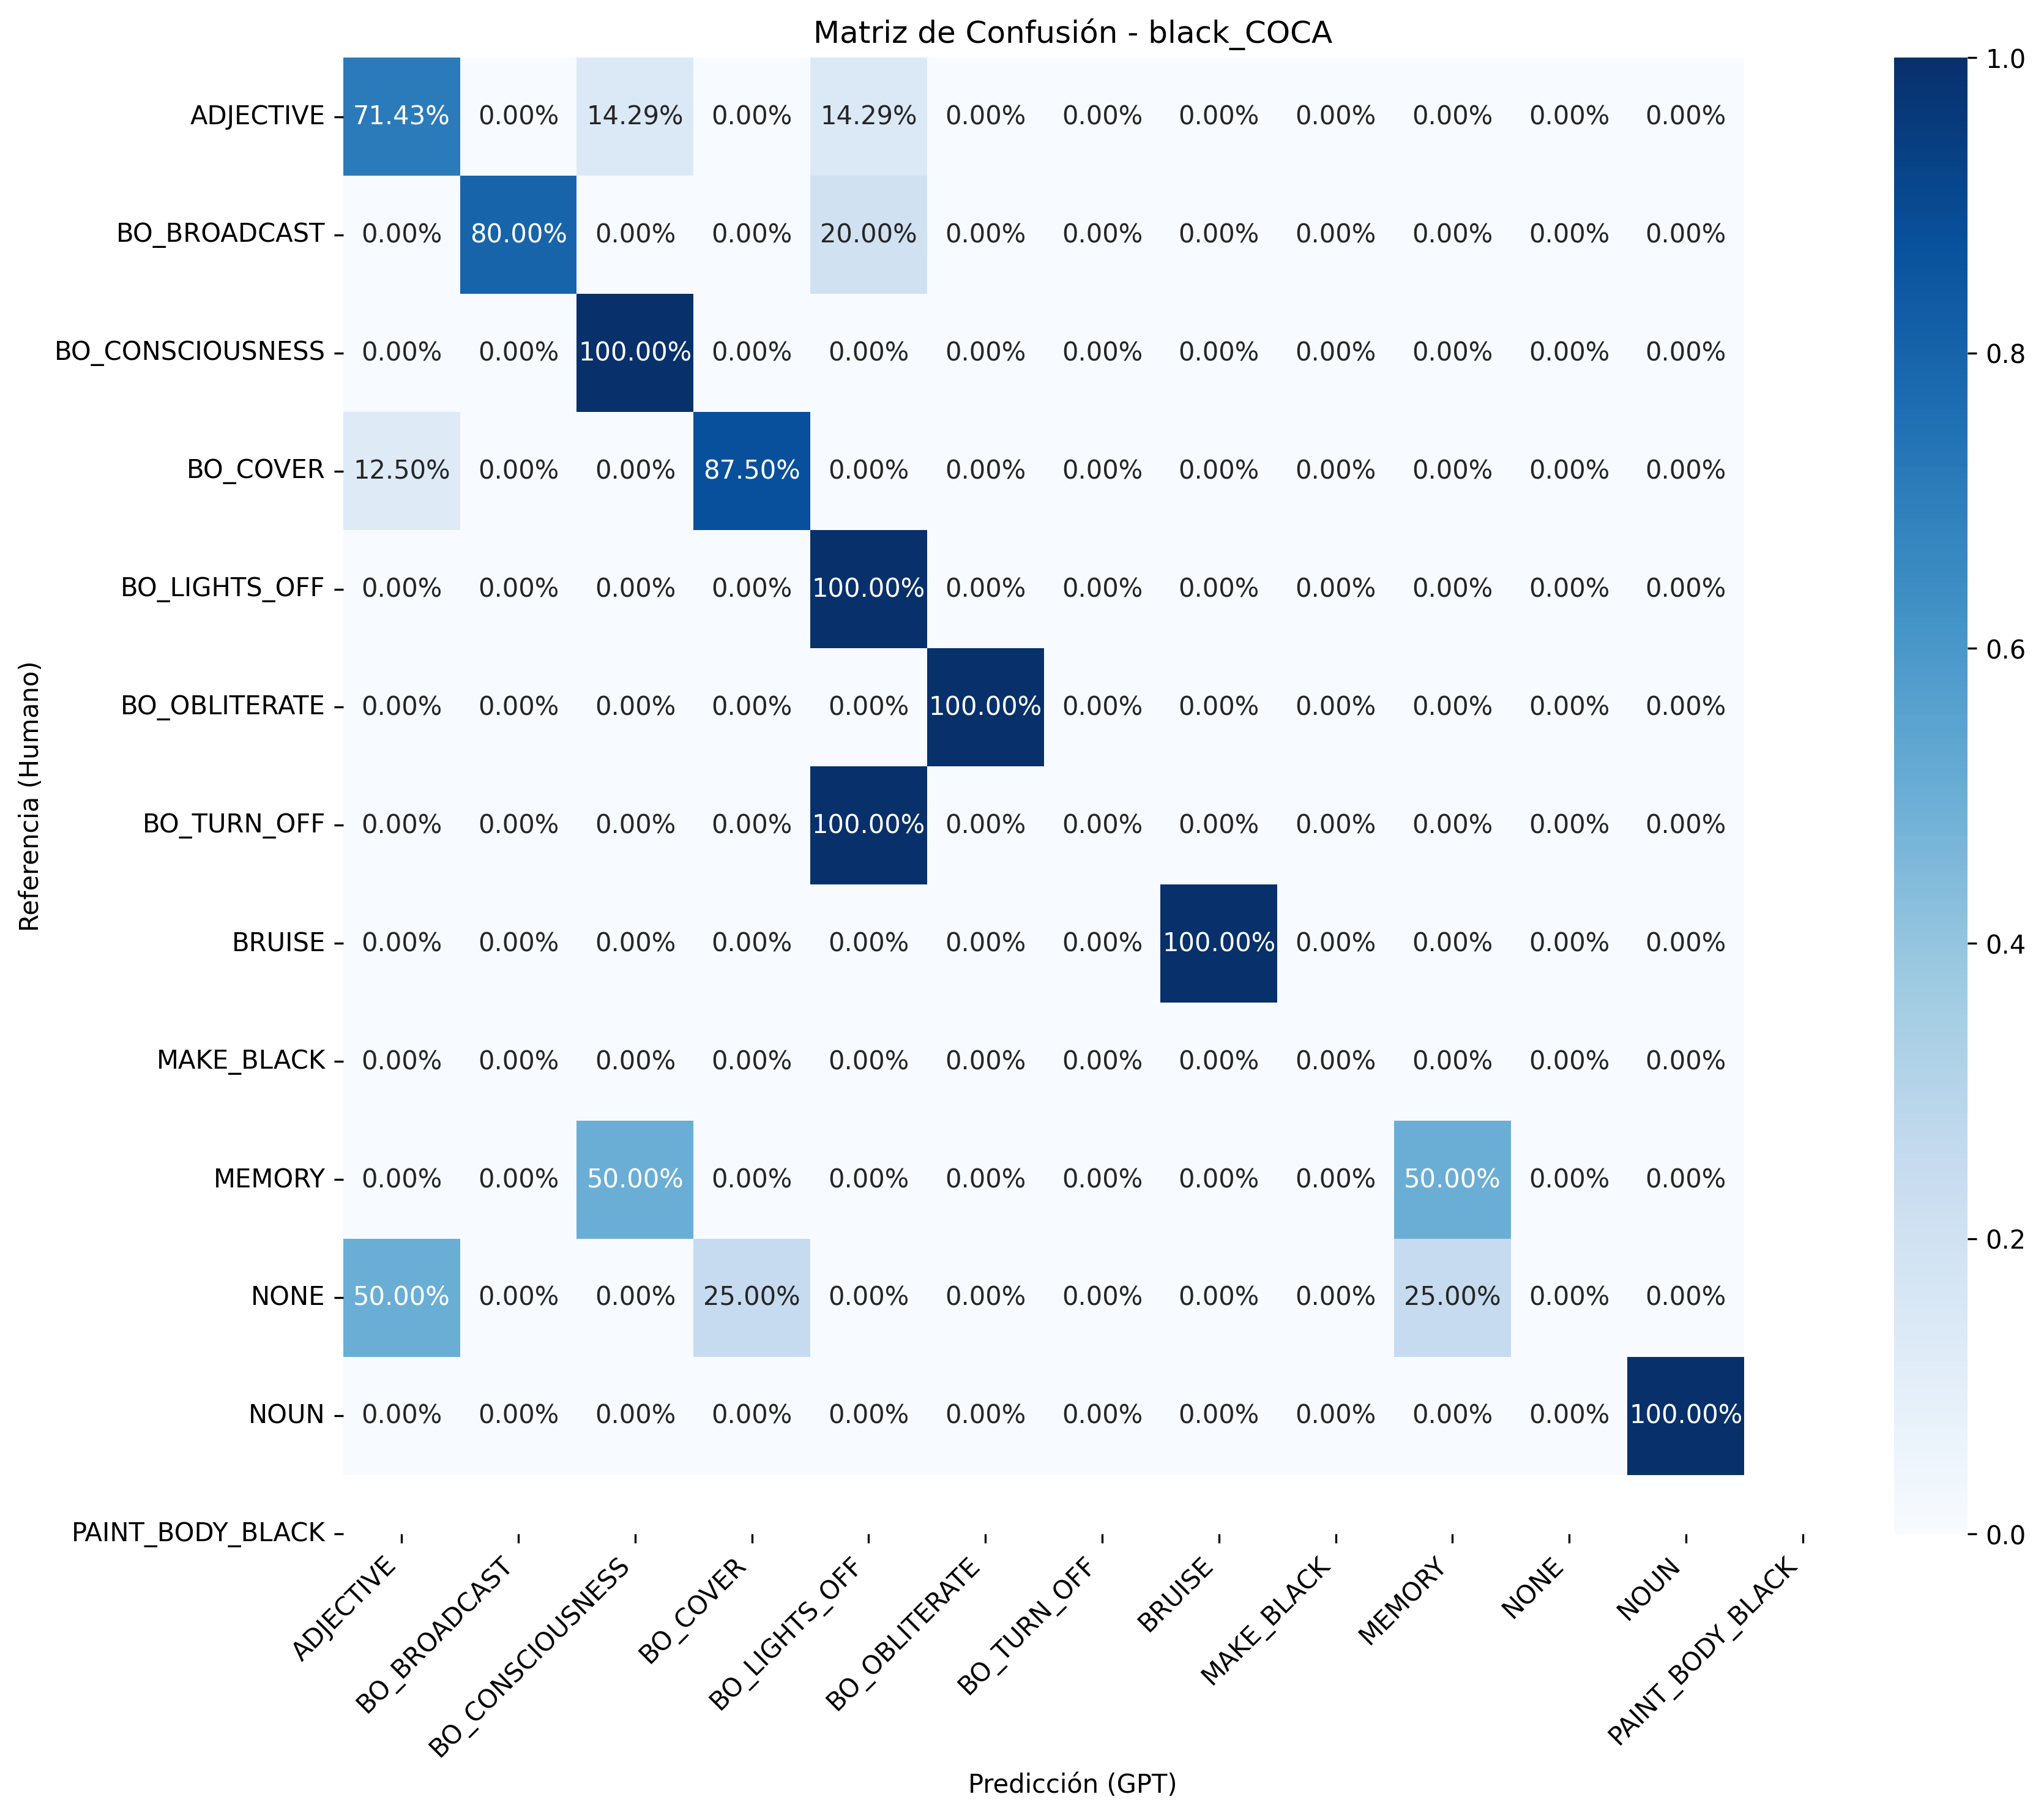 Matriz de Confusión - black_COCA
ADJECTIVE 71.43% 0.00% 14.29% 0.00% 14.29% 0.00% 0.00% 0.00% 0.00% 0.00% 0.00% 0.00%
BO_BROADCAST 0.00% 80.00% 0.00% 0.00% 20.00% 0.00% 0.00% 0.00% 0.00% 0.00% 0.00% 0.00%
BO_CONSCIOUSNESS 0.00% 0.00% 100.00% 0.00% 0.00% 0.00% 0.00% 0.00% 0.00% 0.00% 0.00% 0.00%
BO_COVER 12.50% 0.00% 0.00% 87.50% 0.00% 0.00% 0.00% 0.00% 0.00% 0.00% 0.00% 0.00%
BO_LIGHTS_OFF 0.00% 0.00% 0.00% 0.00% 100.00% 0.00% 0.00% 0.00% 0.00% 0.00% 0.00% 0.00%
BO_OBLITERATE 0.00% 0.00% 0.00% 0.00% 0.00% 100.00% 0.00% 0.00% 0.00% 0.00% 0.00% 0.00%
BO_TURN_OFF 0.00% 0.00% 0.00% 0.00% 100.00% 0.00% 0.00% 0.00% 0.00% 0.00% 0.00% 0.00%
BRUISE 0.00% 0.00% 0.00% 0.00% 0.00% 0.00% 0.00% 100.00% 0.00% 0.00% 0.00% 0.00%
MAKE_BLACK 0.00% 0.00% 0.00% 0.00% 0.00% 0.00% 0.00% 0.00% 0.00% 0.00% 0.00% 0.00%
MEMORY 0.00% 0.00% 50.00% 0.00% 0.00% 0.00% 0.00% 0.00% 0.00% 50.00% 0.00% 0.00%
NONE 50.00% 0.00% 0.00% 25.00% 0.00% 0.00% 0.00% 0.00% 0.00% 25.00% 0.00% 0.00%
NOUN 0.00% 0.00% 0.00% 0.00% 0.00% 0.00% 0.00% 0.00% 0.00% 0.00% 0.00% 100.00%
PAINT_BODY_BLACK
Referencia (Humano)
ADJECTIVE
BO_BROADCAST
BO_CONSCIOUSNESS
BO_COVER
BO_LIGHTS_OFF
BO_OBLITERATE
BO_TURN_OFF
BRUISE
MAKE_BLACK
MEMORY
NONE
NOUN
PAINT_BODY_BLACK
Predicción (GPT)
1.0
0.8
0.6
0.4
0.2
0.0